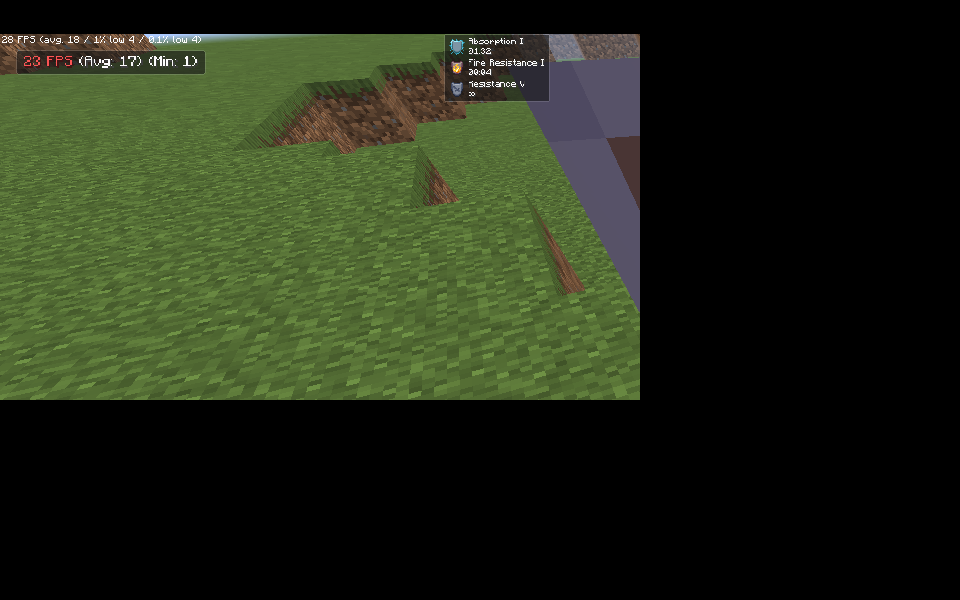 28 FPS (avg. 18 / 1% low 4 / 0.1% low 4)
23 FPS (Avg: 17) (Min: 1)
Absorption I
01:32
Fire Resistance I
00:04
Resistance V
∞